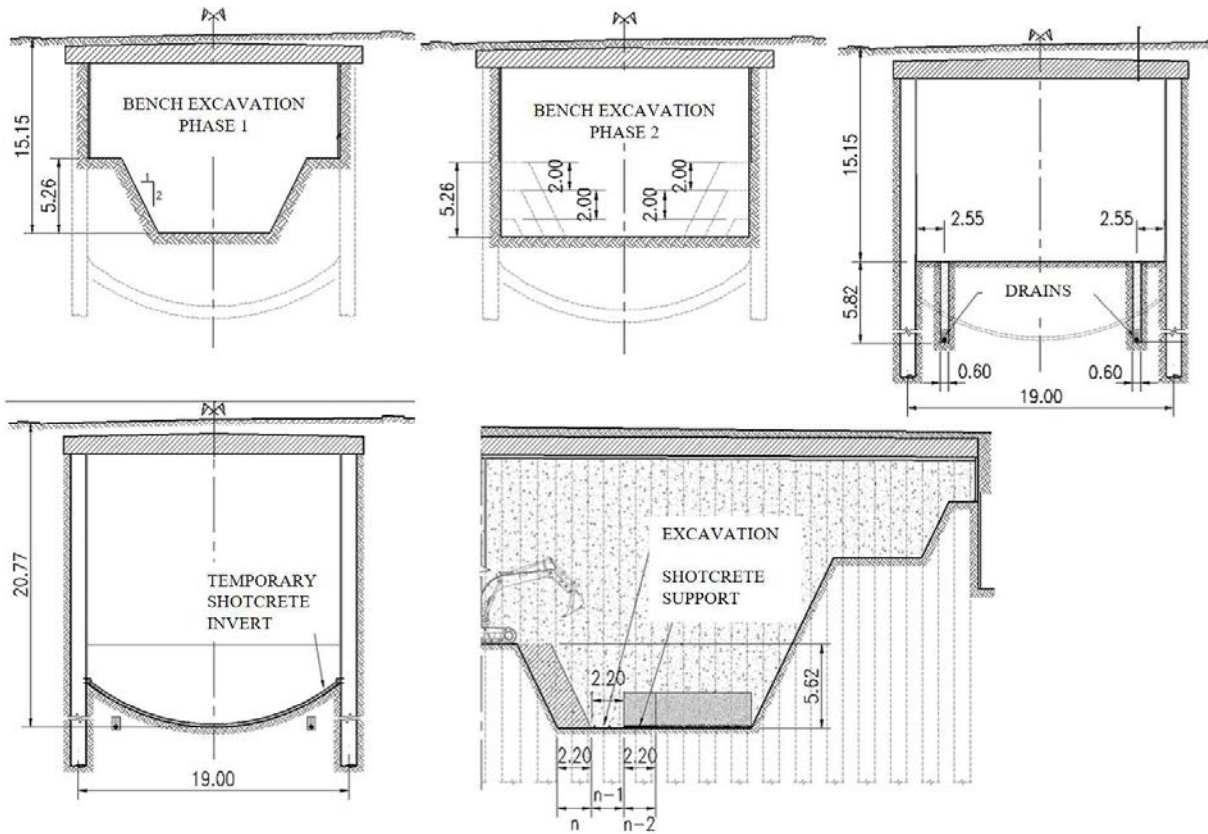 BENCH EXCAVATION
PHASE 1
15.15
5.26
1
2
BENCH EXCAVATION
PHASE 2
5.26
2.00
2.00
2.00
2.00
15.15
2.55
2.55
5.82
DRAINS
0.60
0.60
19.00
20.77
TEMPORARY
SHOTCRETE
INVERT
19.00
EXCAVATION
SHOTCRETE
SUPPORT
2.20
5.62
2.20
2.20
n-1
n
n-2